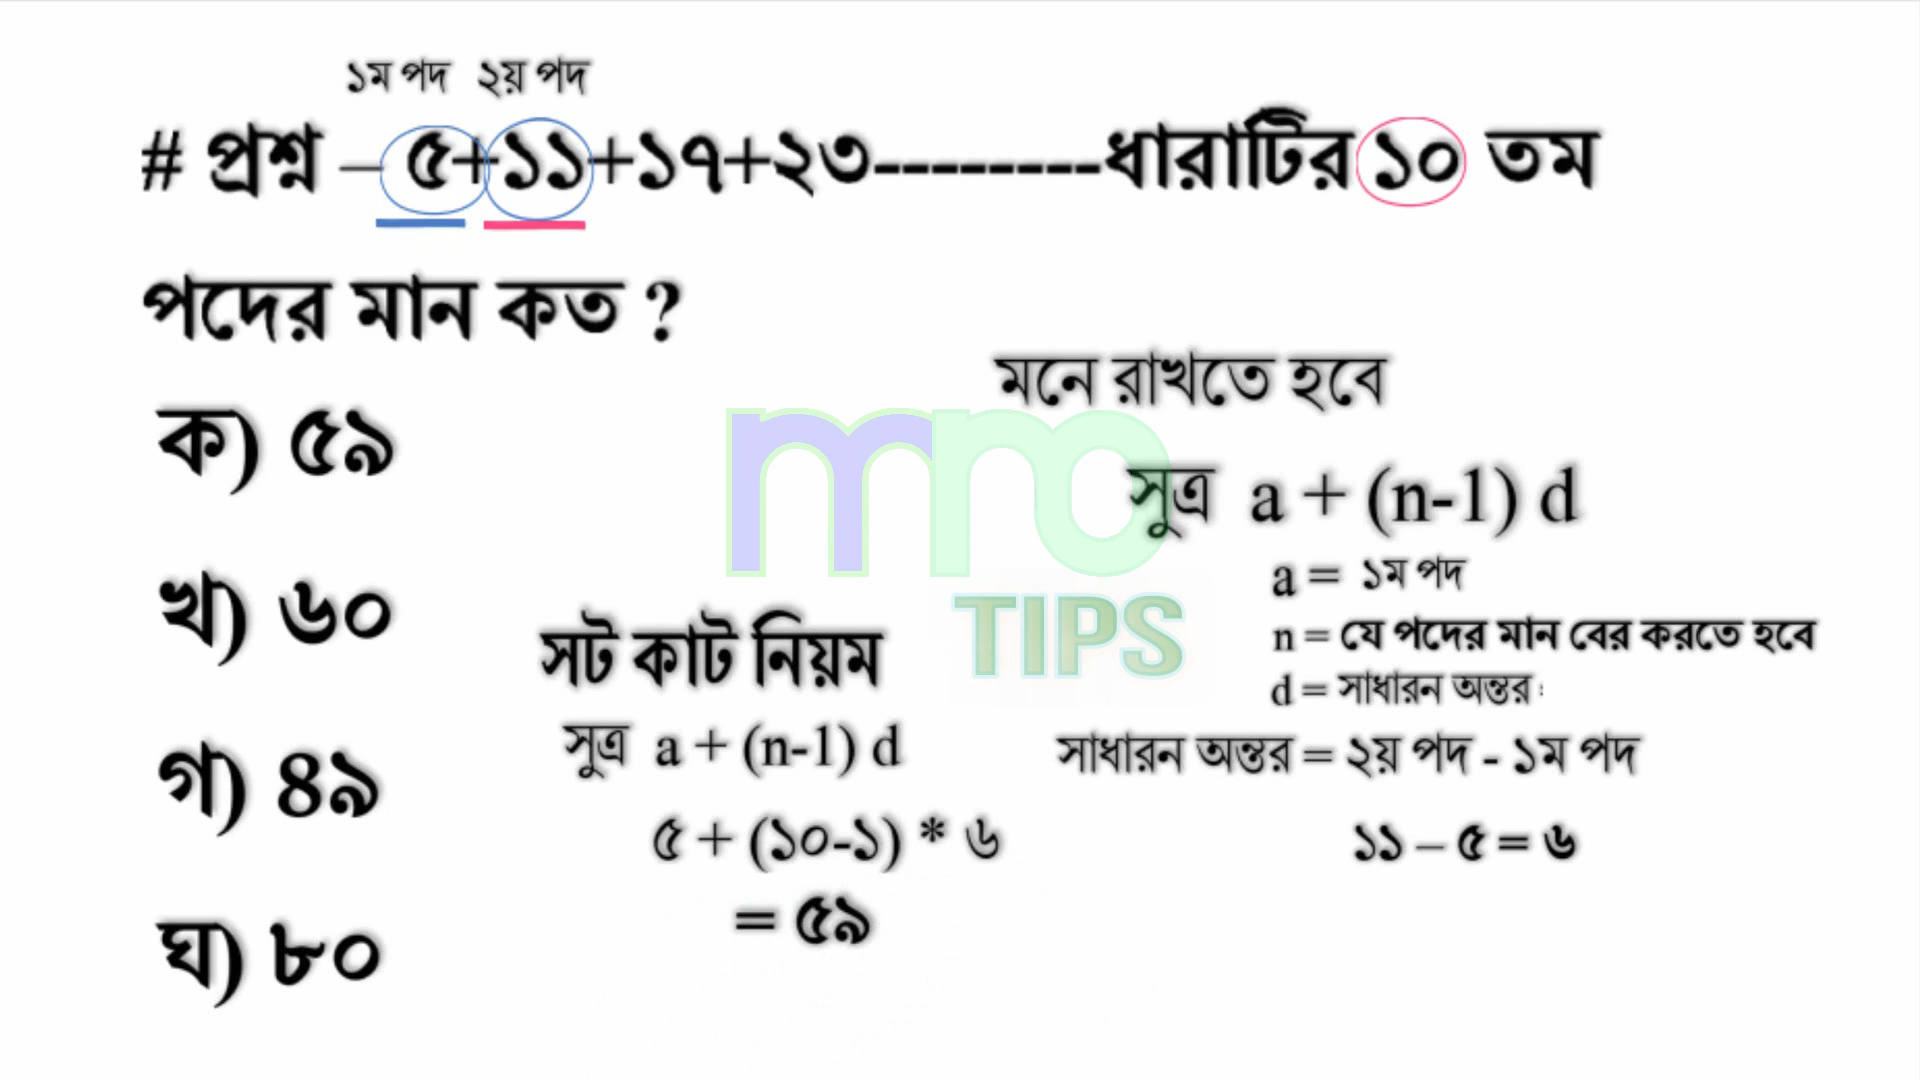 ১ম পদ ২য় পদ
# প্রশ্ন – ৫+১১+১৭+২৩--------ধারাটির ১০ তম
পদের মান কত ?
ক) ৫৯
খ) ৬০
গ) ৪৯
ঘ) ৮০
mro
TIPS
সট কাট নিয়ম
সুত্র a + (n-1) d
৫ + (১০-১) * ৬
= ৫৯
মনে রাখতে হবে
সুত্র a + (n-1) d
a = ১ম পদ
n = যে পদের মান বের করতে হবে
d = সাধারন অন্তর :
সাধারন অন্তর = ২য় পদ - ১ম পদ
১১ – ৫ = ৬